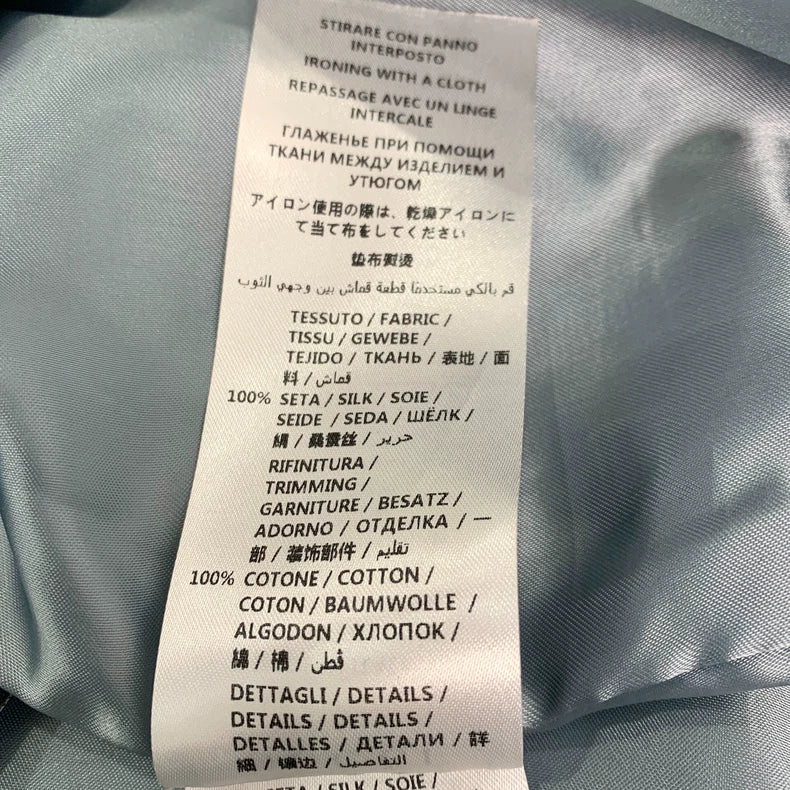 STIRARE CON PANNO
INTERPOSTO
IRONING WITH A CLOTH
REPASSAGE AVEC UN LINGE
INTERCALE
ГЛАЖЕНЬЕ ПРИ ПОМОЩИ
ТКАНИ МЕЖДУ ИЗДЕЛИЕМ И
УТЮГОМ
アイロン使用の際は、乾燥アイロンに
て当て布をしてください
垫布熨烫
قم بالكي مستخدمًا قطعة قماش بين وجهي الثوب
TESSUTO / FABRIC /
TISSU / GEWEBE /
TEJIDO / ТКАНЬ / 表地 / 面
料 / قماش /
100% SETA / SILK / SOIE /
SEIDE / SEDA / ШЁЛК /
絹 / 桑蚕丝 / حرير /
RIFINITURA /
TRIMMING /
GARNITURE / BESATZ /
ADORNO / ОТДЕЛКА / 一
部 / 装饰部件 / تقليم /
100% COTONE / COTTON /
COTON / BAUMWOLLE /
ALGODON / ХЛОПОК /
綿 / 棉 / قطن /
DETTAGLI / DETAILS /
DETAILS / DETAILS /
DETALLES / ДЕТАЛИ / 詳
細 / 镶边 / التفاصيل /
SILK / SOIE /